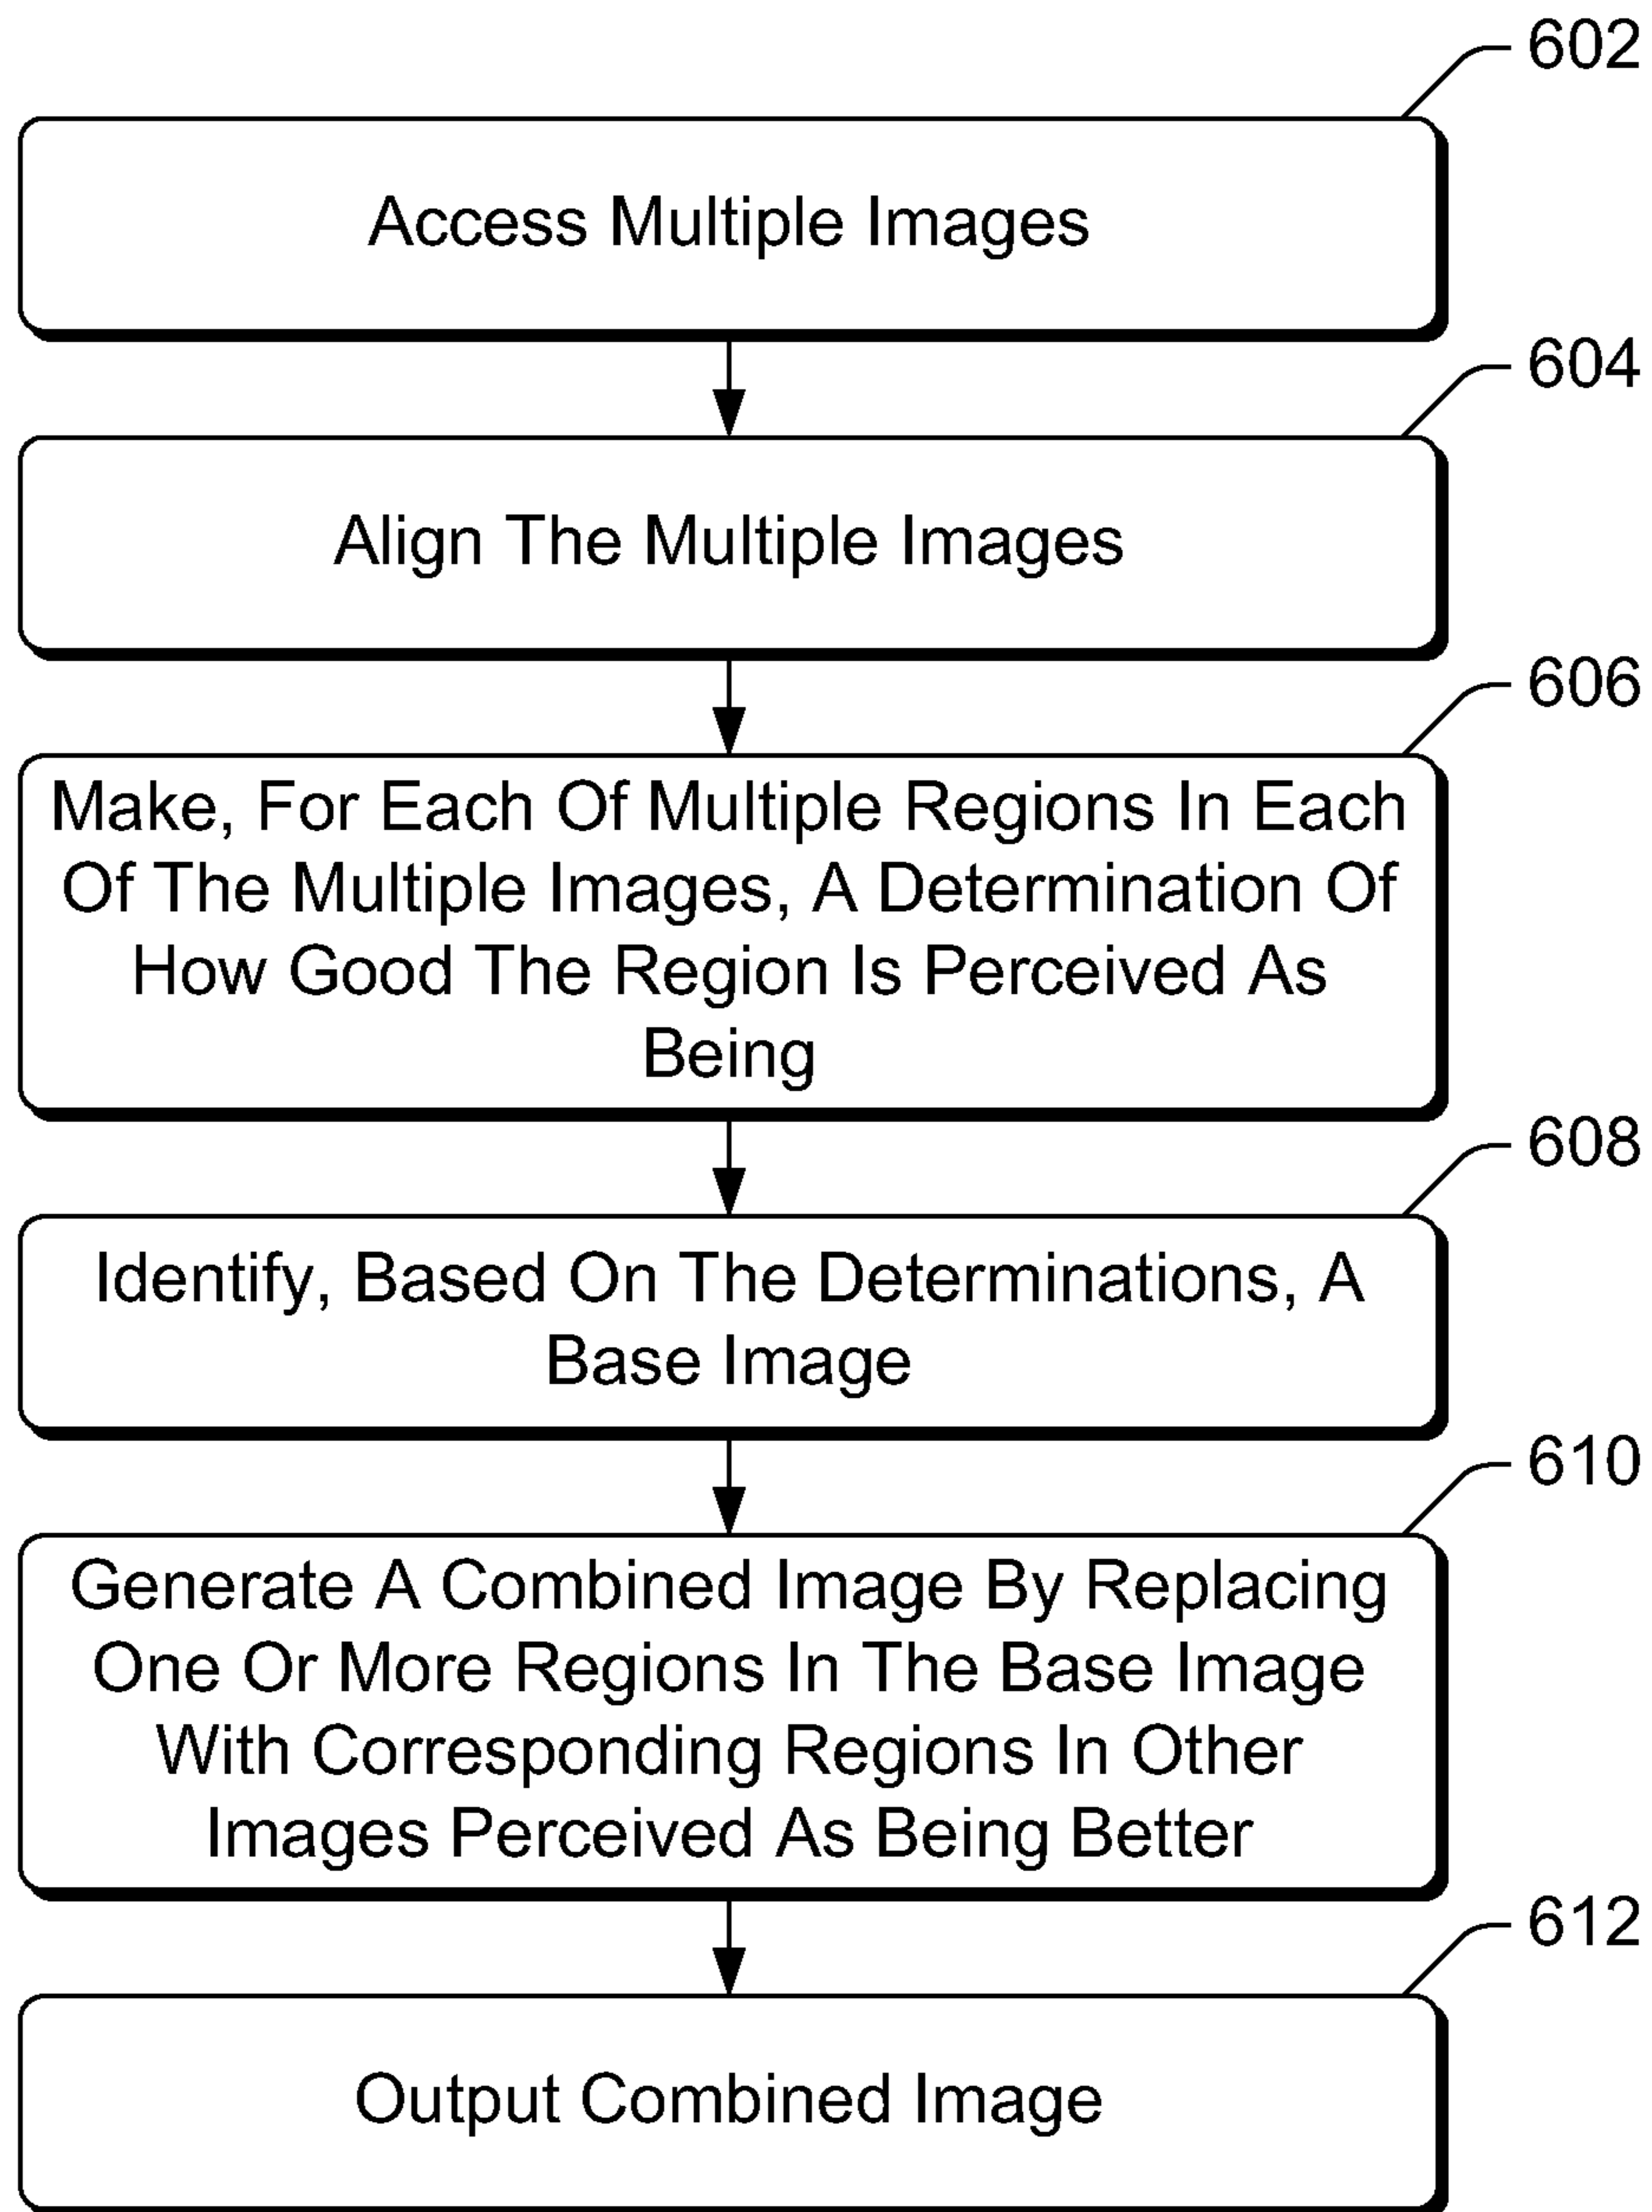 602
Access Multiple Images
604
Align The Multiple Images
606
Make, For Each Of Multiple Regions In Each
Of The Multiple Images, A Determination Of
How Good The Region Is Perceived As
Being
608
Identify, Based On The Determinations, A
Base Image
610
Generate A Combined Image By Replacing
One Or More Regions In The Base Image
With Corresponding Regions In Other
Images Perceived As Being Better
612
Output Combined Image